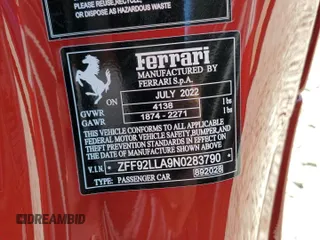 PLEASE REUSE, RECYCLE,
OR DISPOSE AS HAZARDOUS WASTE
Ferrari
MANUFACTURED BY
FERRARI S.p.A.
ON JULY 2022
GVWR 4138 lbs
GAWR 1874 - 2271 lbs
THIS VEHICLE CONFORMS TO ALL APPLICABLE
FEDERAL MOTOR VEHICLE SAFETY, BUMPER, AND
THEFT PREVENTION STANDARDS IN EFFECT ON
THE DATE OF MANUFACTURE SHOWN ABOVE.
V.I.N. ZFF92LLA9N0283790
TYPE: PASSENGER CAR 892028
DREAMBID